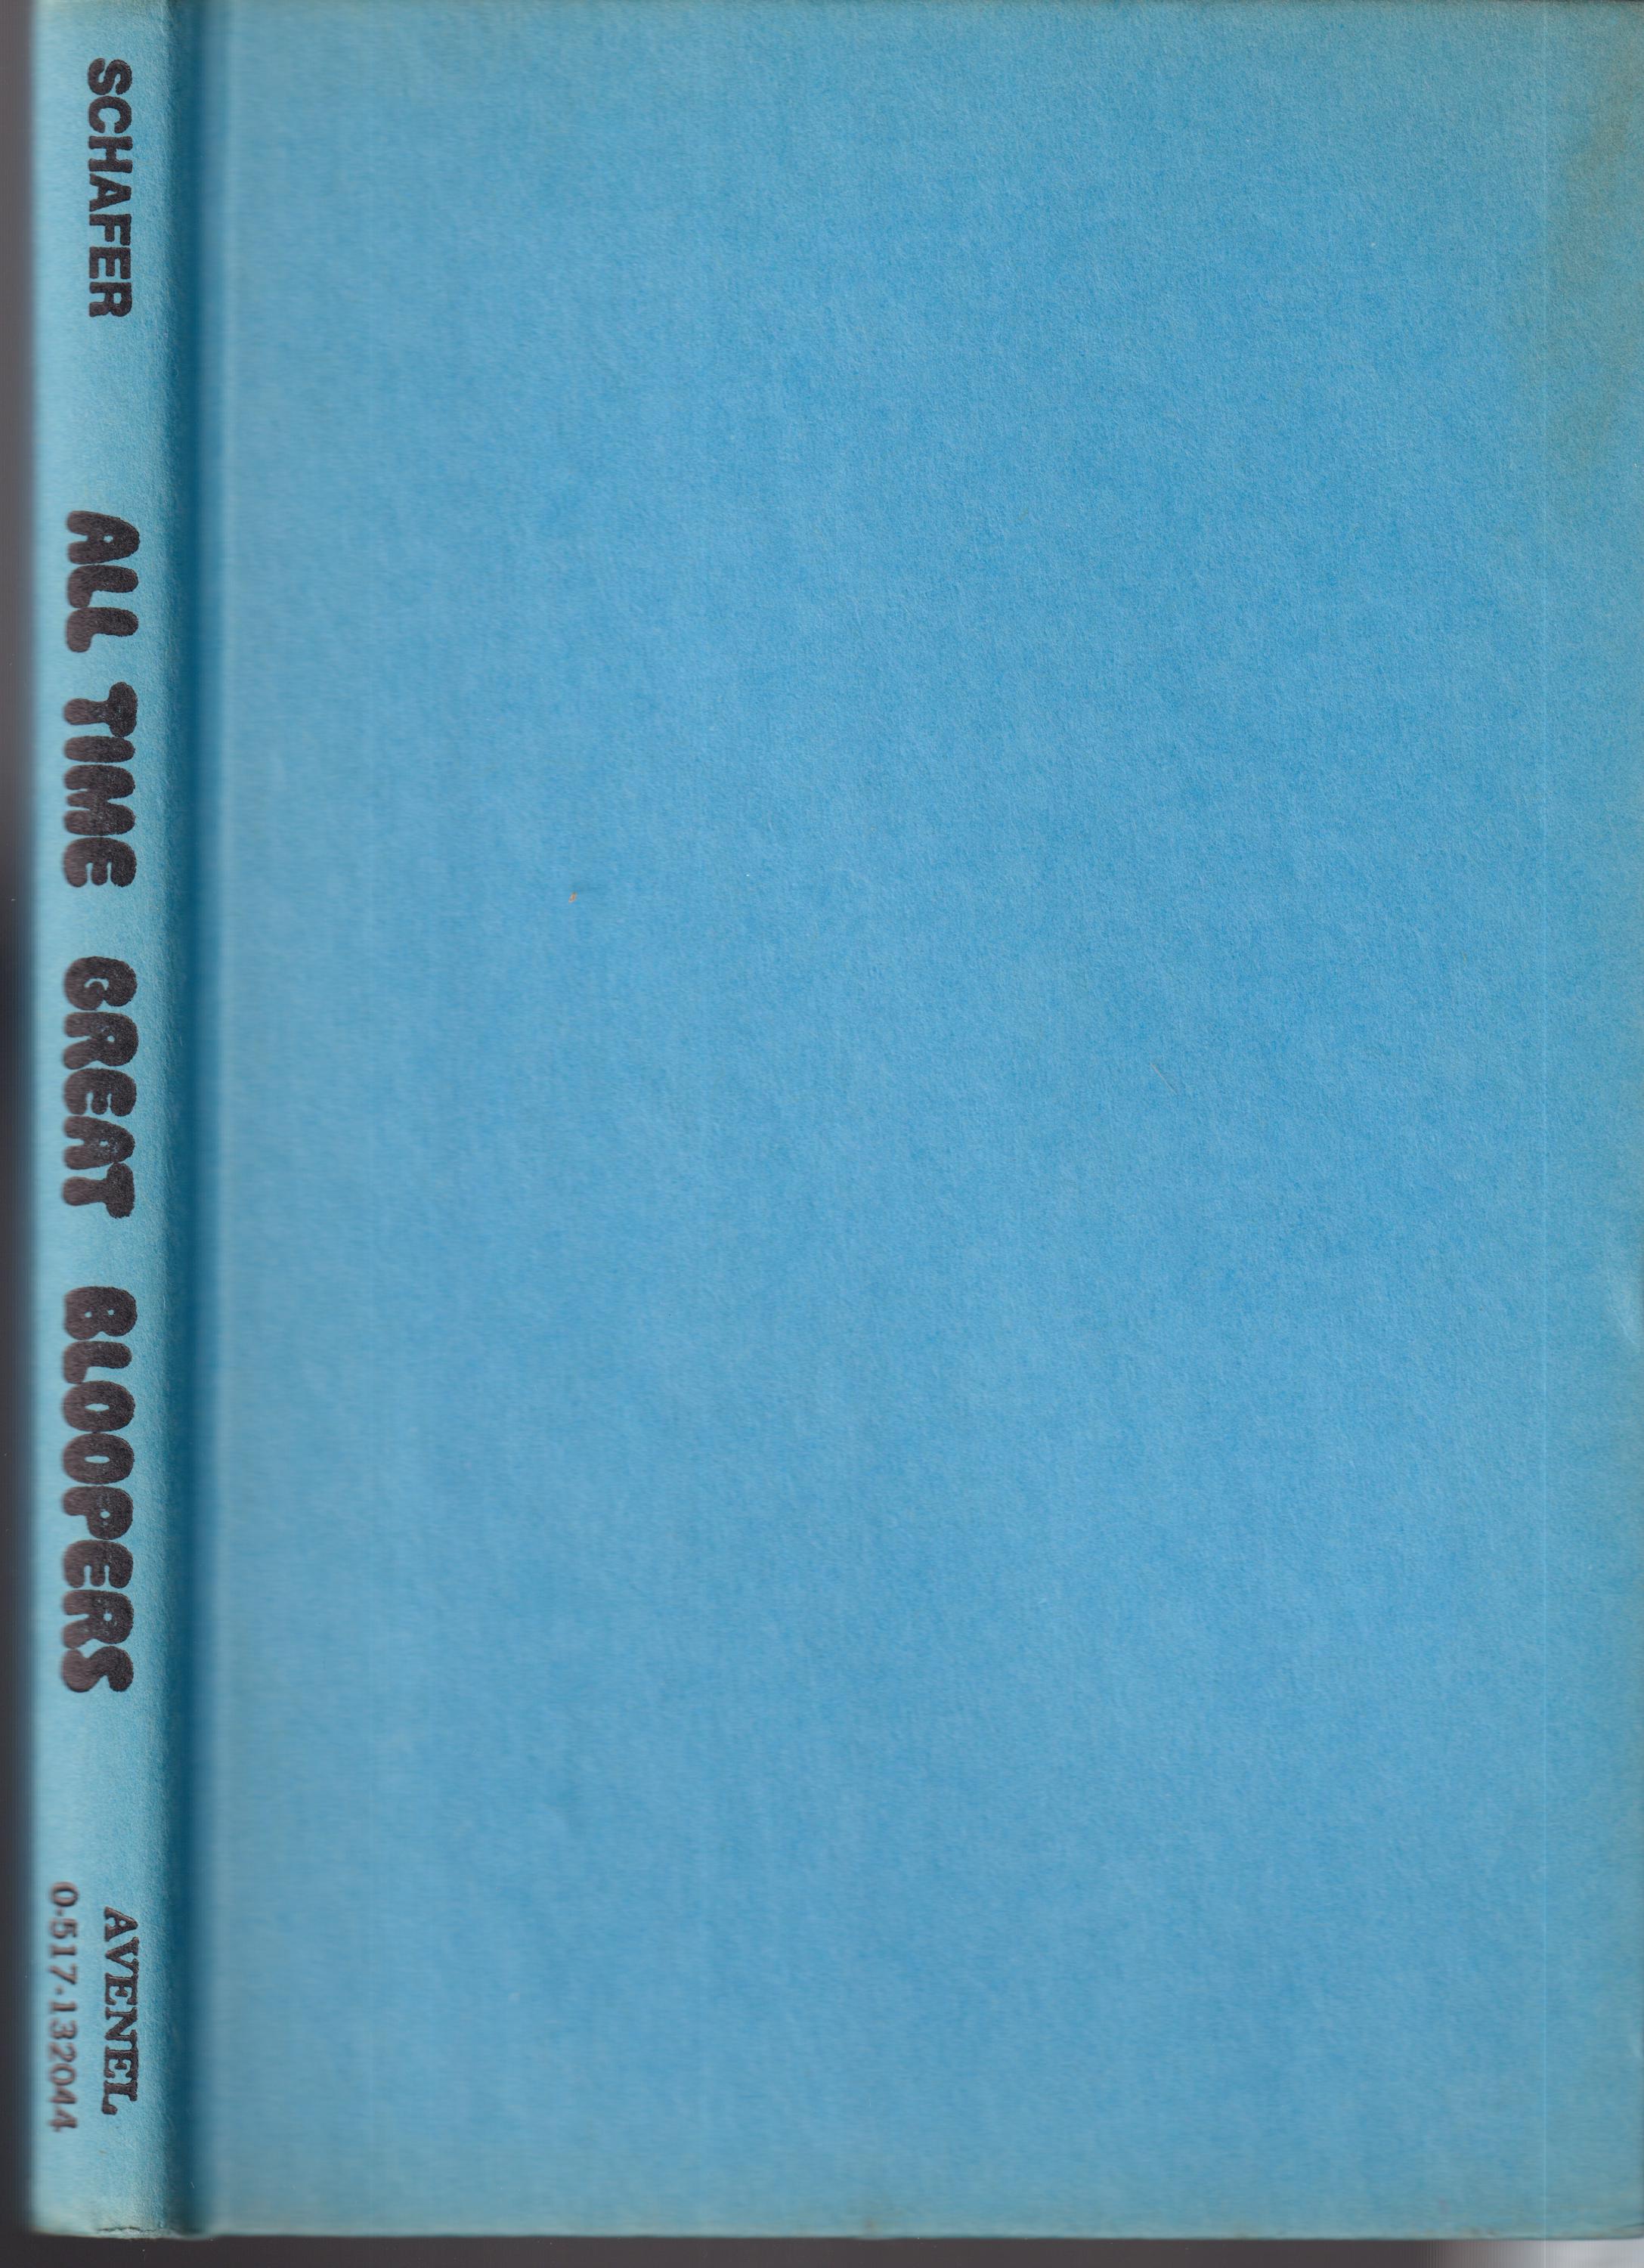 SCHAFER
ALL TIME GREAT BLOOPERS
AVENEL
0-517-132044